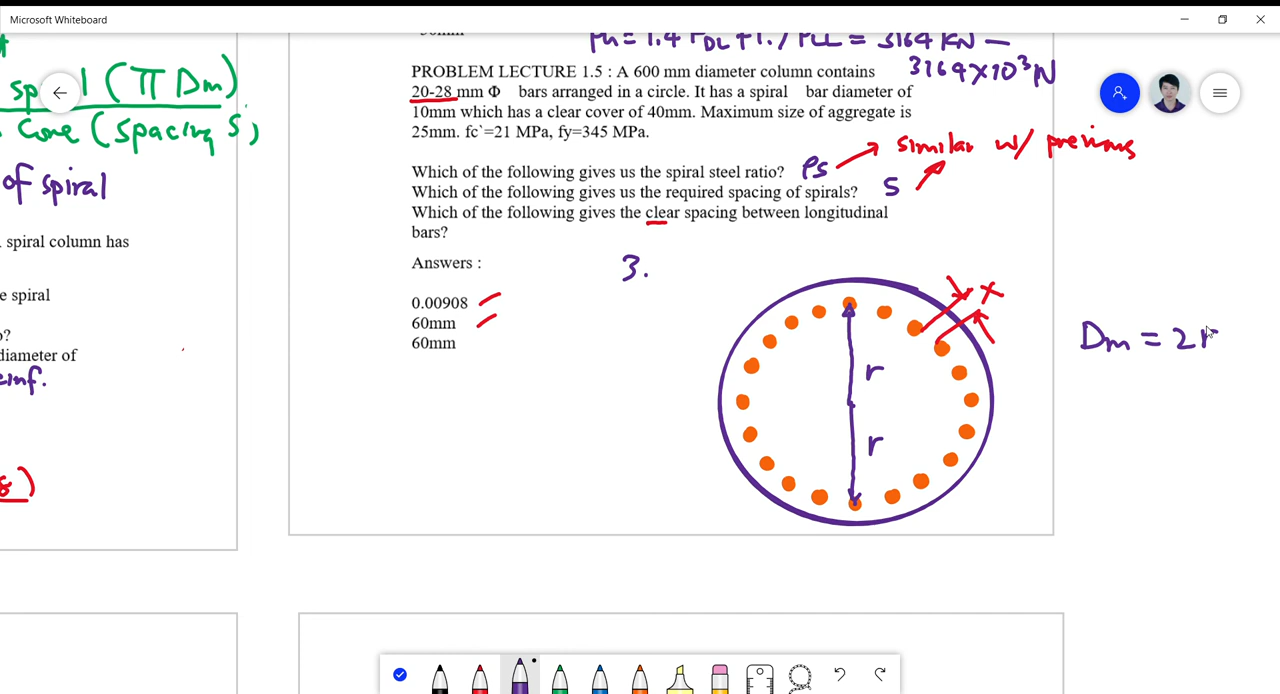 Microsoft Whiteboard
Pu = 1.4 PDL + 1.7 PLL = 3164 KN —
3164x10³ N
spiral (π Dm)
Core (spacing S)
of spiral
spiral column has
e spiral
o?
diameter of
einf.
PROBLEM LECTURE 1.5 : A 600 mm diameter column contains
20-28 mm Φ bars arranged in a circle. It has a spiral bar diameter of
10mm which has a clear cover of 40mm. Maximum size of aggregate is
25mm. fc`=21 MPa, fy=345 MPa.
similar w/ previous
Which of the following gives us the spiral steel ratio? ρs
Which of the following gives us the required spacing of spirals? S
Which of the following gives the clear spacing between longitudinal
bars?
Answers :
3.
0.00908
60mm
60mm
x
r
r
Dm = 2r